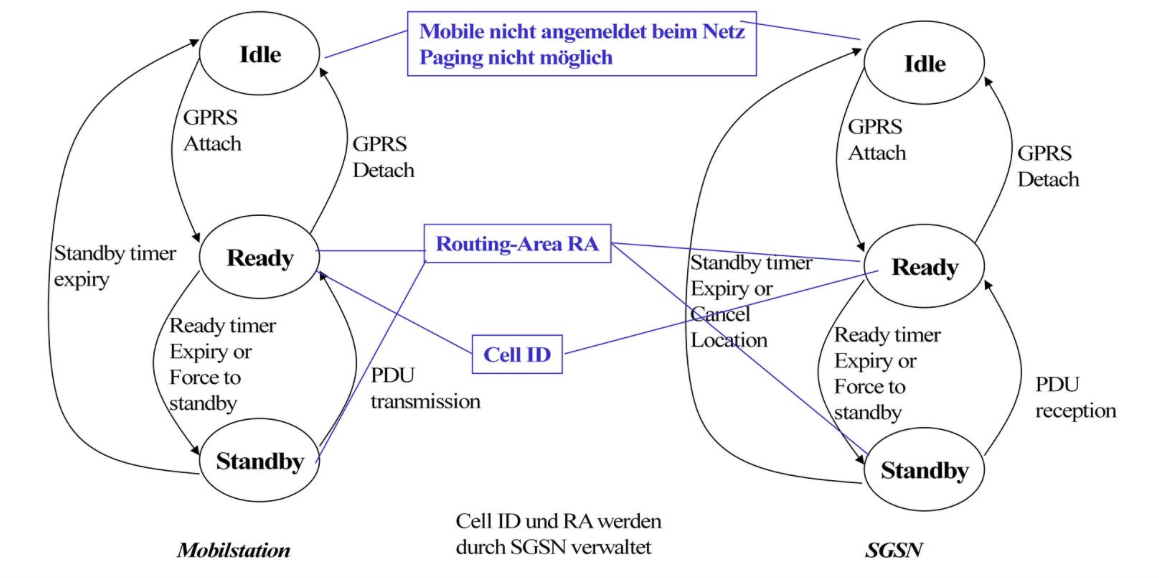 Idle
Mobile nicht angemeldet beim Netz
Paging nicht möglich
Idle
GPRS
Attach
GPRS
Detach
GPRS
Attach
GPRS
Detach
Standby timer
expiry
Ready
Routing-Area RA
Standby timer
Expiry or
Cancel
Location
Ready
Ready timer
Expiry or
Force to
standby
Cell ID
PDU
transmission
Ready timer
Expiry or
Force to
standby
PDU
reception
Standby
Standby
Cell ID und RA werden
durch SGSN verwaltet
Mobilstation
SGSN